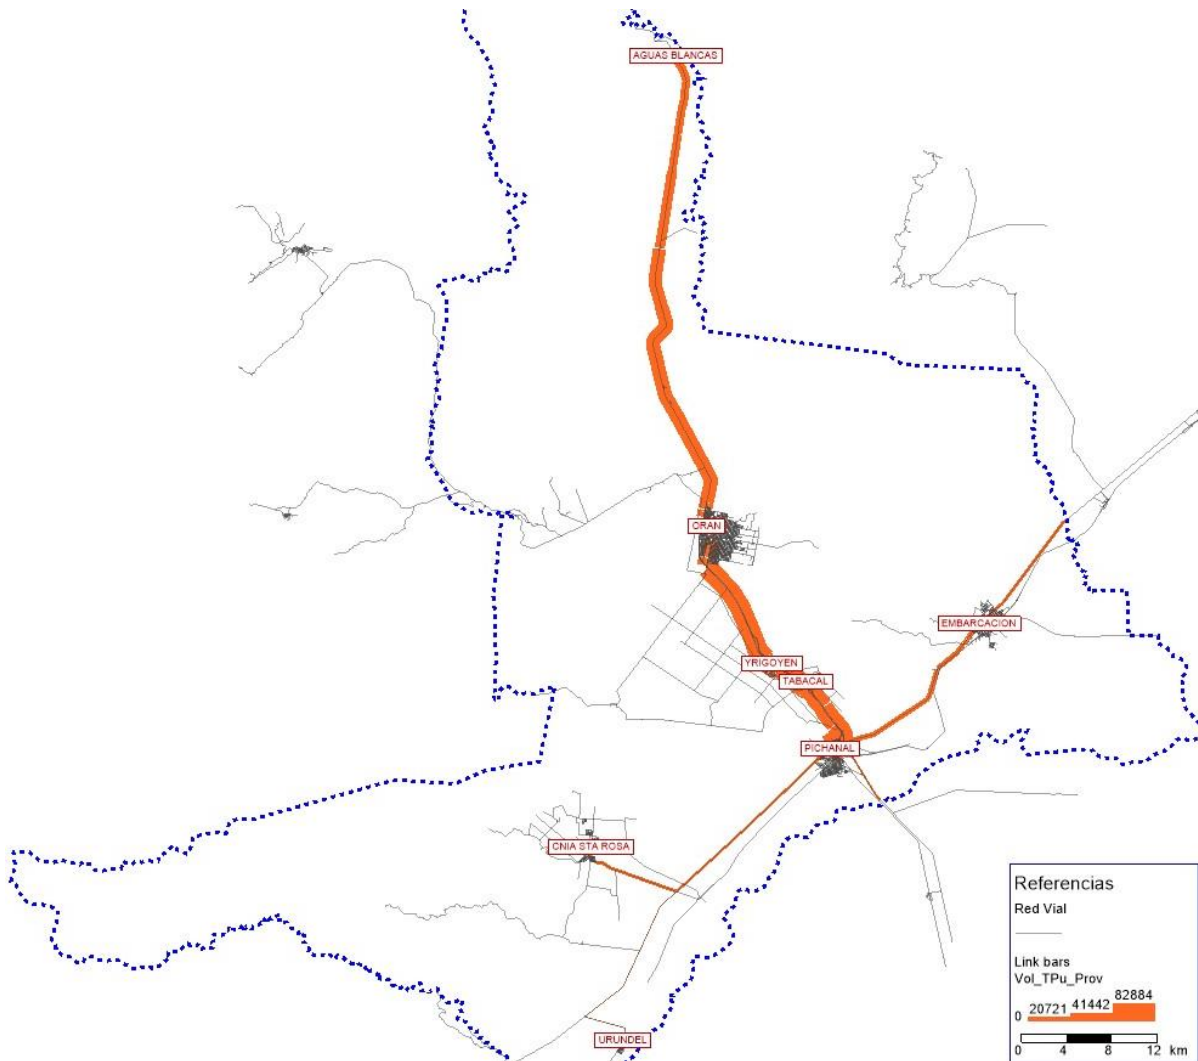 AGUAS BLANCAS
ORAN
EMBARCACION
YRIGOYEN
TABACAL
PICHANAL
CNIA STA ROSA
URUNDEL
Referencias
Red Vial
Link bars
Vol_TPu_Prov
0 20721 41442 82884
0 4 8 12 km